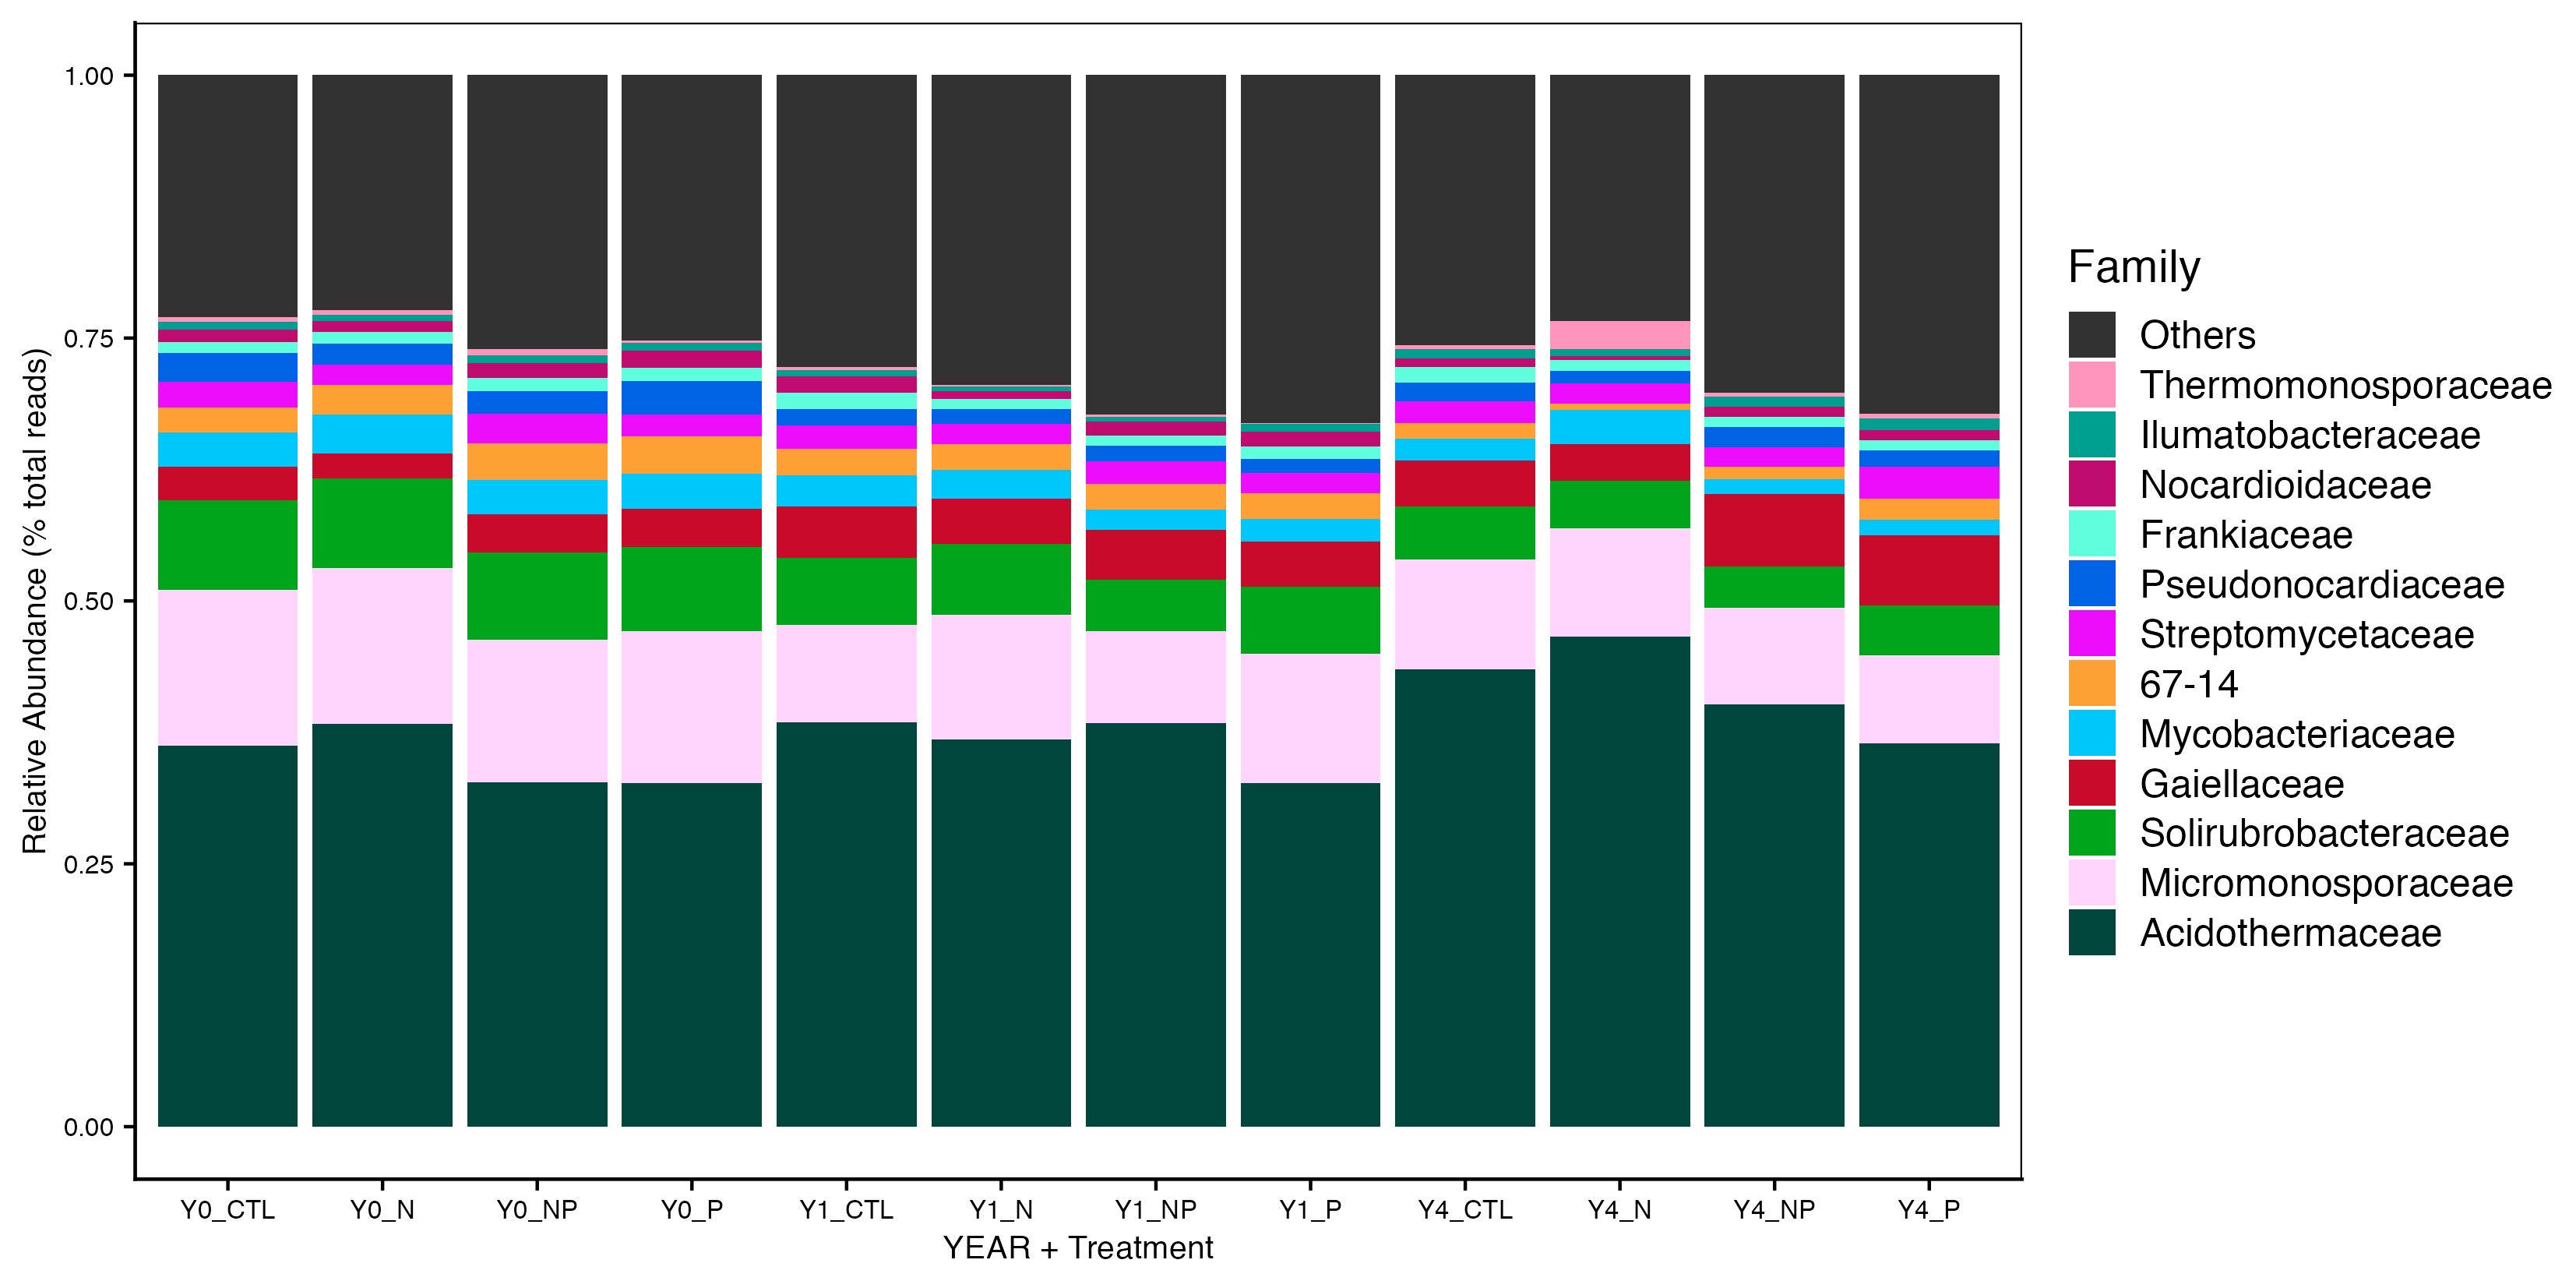 Relative Abundance (% total reads)
1.00
0.75
0.50
0.25
0.00
Y0_CTL Y0_N Y0_NP Y0_P Y1_CTL Y1_N Y1_NP Y1_P Y4_CTL Y4_N Y4_NP Y4_P
YEAR + Treatment
Family
Others
Thermomonosporaceae
Ilumatobacteraceae
Nocardioidaceae
Frankiaceae
Pseudonocardiaceae
Streptomycetaceae
67-14
Mycobacteriaceae
Gaiellaceae
Solirubrobacteraceae
Micromonosporaceae
Acidothermaceae